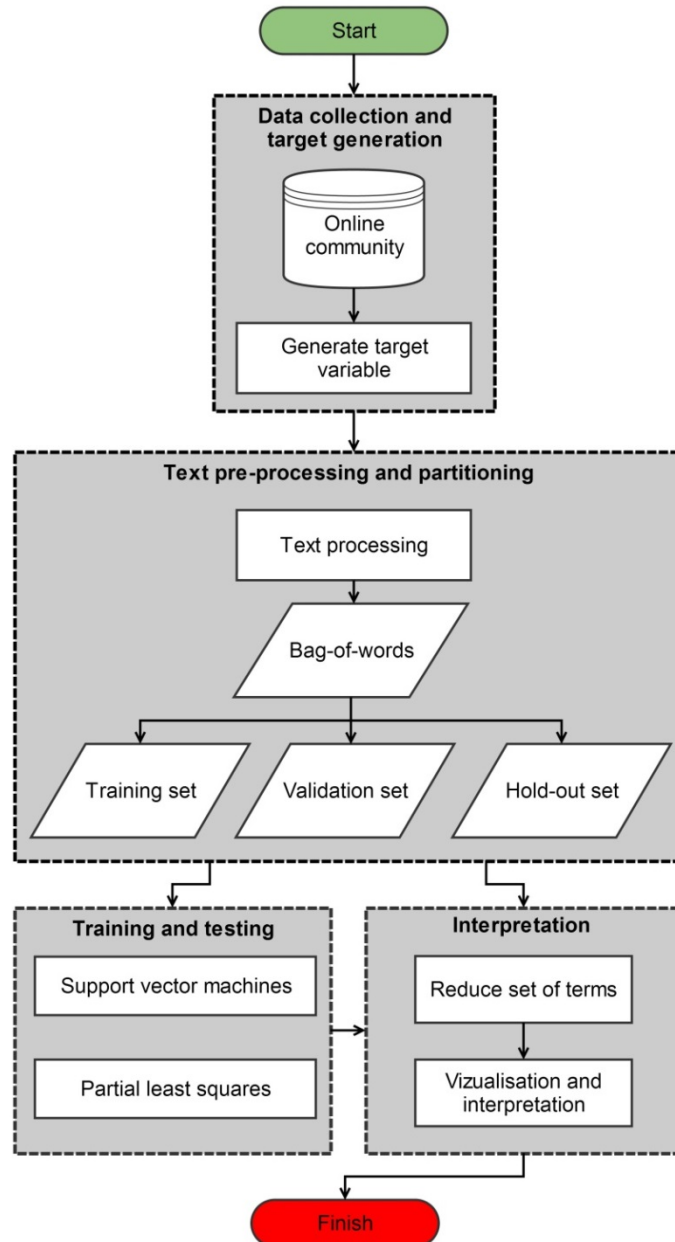 Start
Data collection and
target generation
Online
community
Generate target
variable
Text pre-processing and partitioning
Text processing
Bag-of-words
Training set
Validation set
Hold-out set
Training and testing
Support vector machines
Partial least squares
Interpretation
Reduce set of terms
Vizualisation and
interpretation
Finish